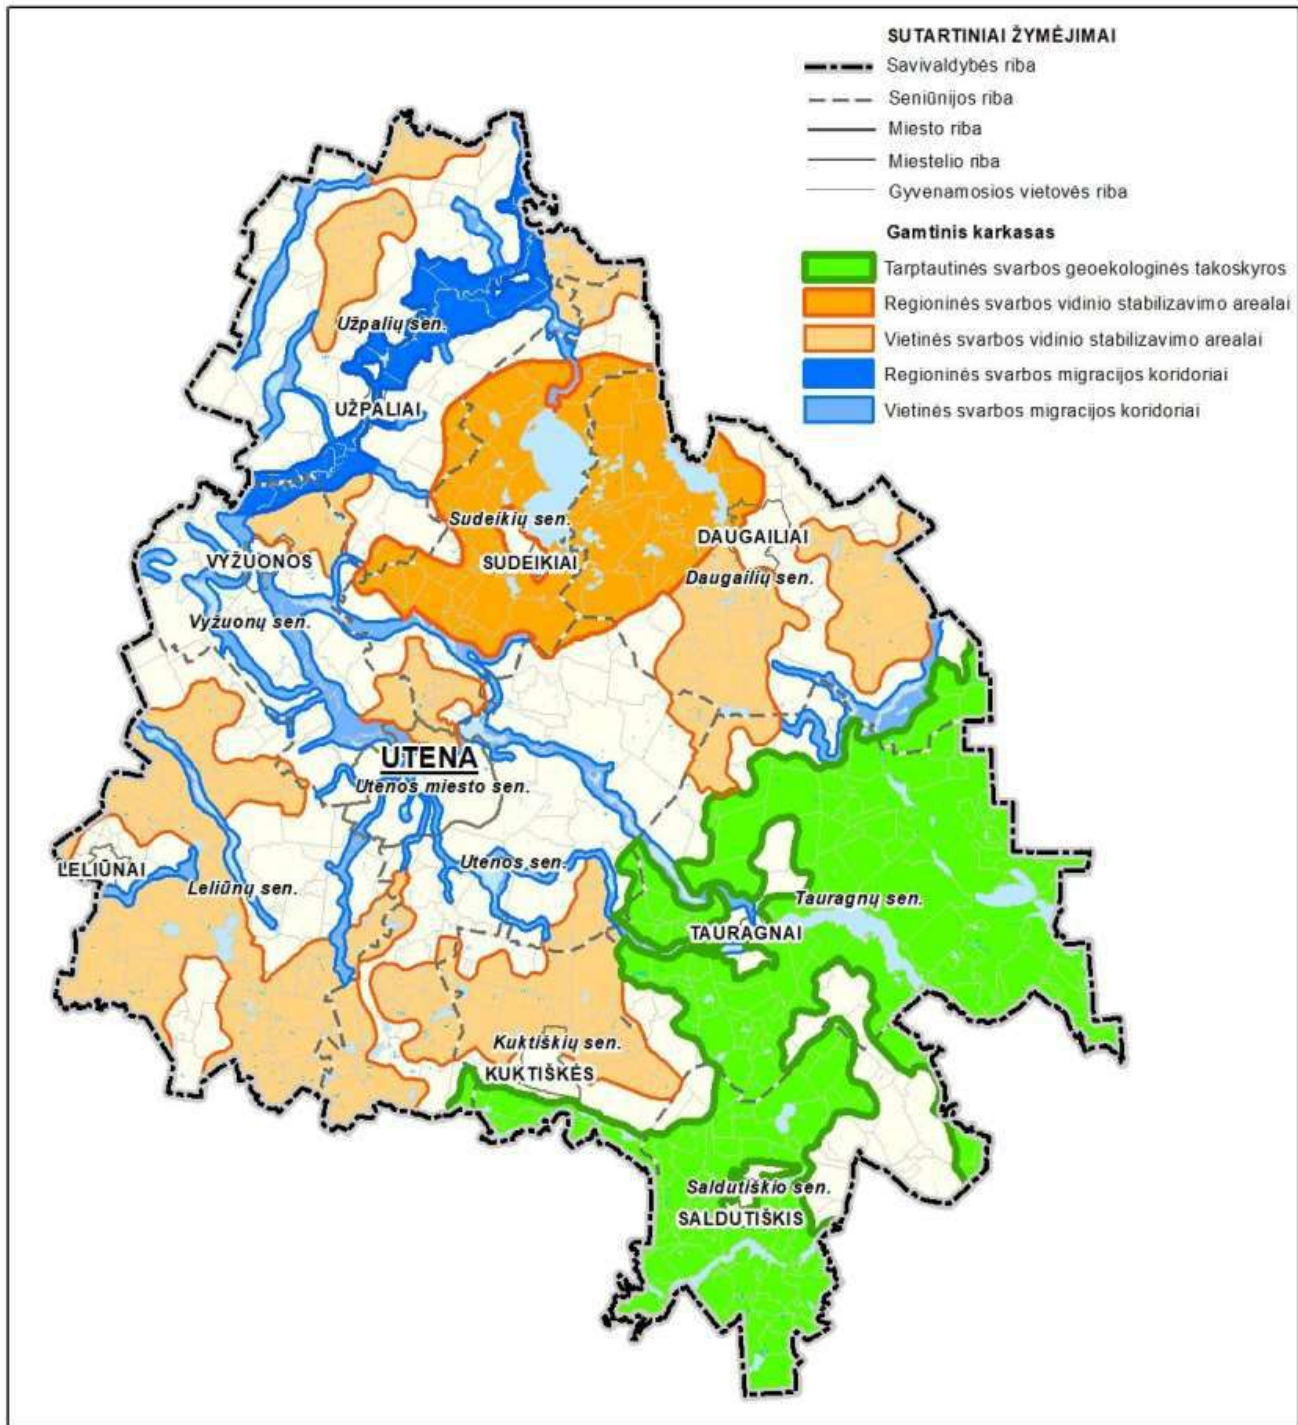 SUTARTINIAI ŽYMĖJIMAI
Savivaldybės riba
Seniūnijos riba
Miesto riba
Miestelio riba
Gyvenamosios vietovės riba
Gamtinis karkasas
Tarptautinės svarbos geoekologinės takoskyros
Regioninės svarbos vidinio stabilizavimo arealai
Vietinės svarbos vidinio stabilizavimo arealai
Regioninės svarbos migracijos koridoriai
Vietinės svarbos migracijos koridoriai
Užpalių sen.
UŽPALIAI
Sudeikių sen.
SUDEIKIAI
DAUGAILIAI
Daugailių sen.
VYŽUONOS
Vyžuonų sen.
UTENA
Utenos miesto sen.
Utenos sen.
LELIŪNAI
Leliūnų sen.
Tauragnų sen.
TAURAGNAI
Kuktiškių sen.
KUKTIŠKĖS
Saldutiškio sen.
SALDUTIŠKIS